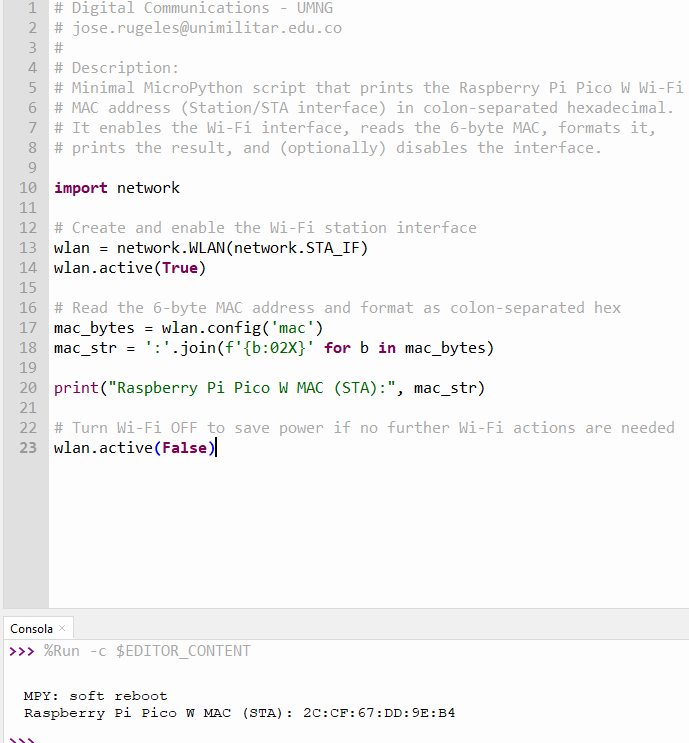 1 # Digital Communications - UMNG
2 # jose.rugeles@unimilitar.edu.co
3 #
4 # Description:
5 # Minimal MicroPython script that prints the Raspberry Pi Pico W Wi-Fi
6 # MAC address (Station/STA interface) in colon-separated hexadecimal.
7 # It enables the Wi-Fi interface, reads the 6-byte MAC, formats it,
8 # prints the result, and (optionally) disables the interface.
9
10 import network
11
12 # Create and enable the Wi-Fi station interface
13 wlan = network.WLAN(network.STA_IF)
14 wlan.active(True)
15
16 # Read the 6-byte MAC address and format as colon-separated hex
17 mac_bytes = wlan.config('mac')
18 mac_str = ':'.join(f'{b:02X}' for b in mac_bytes)
19
20 print("Raspberry Pi Pico W MAC (STA):", mac_str)
21
22 # Turn Wi-Fi OFF to save power if no further Wi-Fi actions are needed
23 wlan.active(False)
Consola ×
>>> %Run -c $EDITOR_CONTENT
MPY: soft reboot
Raspberry Pi Pico W MAC (STA): 2C:CF:67:DD:9E:B4
>>>